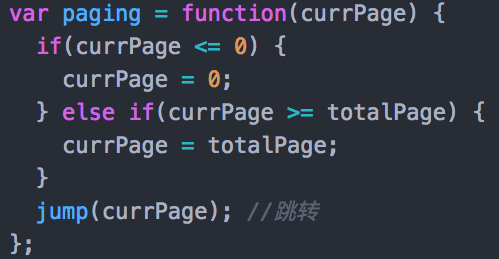 var paging = function(currPage) {
  if(currPage <= 0) {
    currPage = 0;
  } else if(currPage >= totalPage) {
    currPage = totalPage;
  }
  jump(currPage); //跳转
};